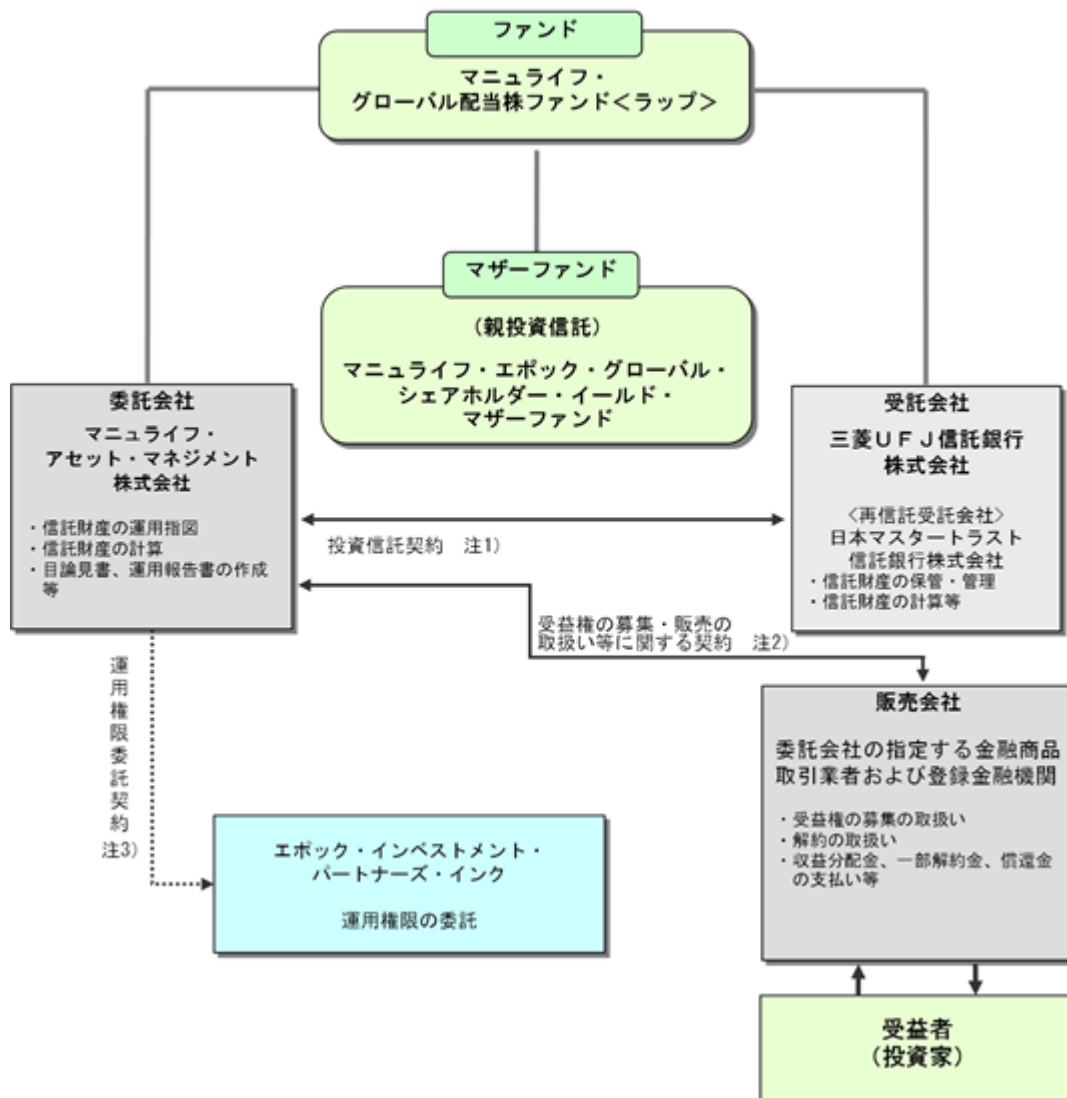 ファンド
マニュライフ・
グローバル配当株ファンド＜ラップ＞
マザーファンド
(親投資信託)
マニュライフ・エポック・グローバル・
シェアホルダー・イールド・
マザーファンド
委託会社
マニュライフ・
アセット・マネジメント
株式会社
・信託財産の運用指図
・信託財産の計算
・目論見書、運用報告書の作成
等
受託会社
三菱ＵＦＪ信託銀行
株式会社
〈再信託受託会社〉
日本マスタートラスト
信託銀行株式会社
・信託財産の保管・管理
・信託財産の計算等
投資信託契約　注1）
受益権の募集・販売の
取扱い等に関する契約　注2）
運用権限委託契約
注3）
エポック・インベストメント・
パートナーズ・インク
運用権限の委託
販売会社
委託会社の指定する金融商品
取引業者および登録金融機関
・受益権の募集の取扱い
・解約の取扱い
・収益分配金、一部解約金、償還金
の支払い等
受益者
（投資家）